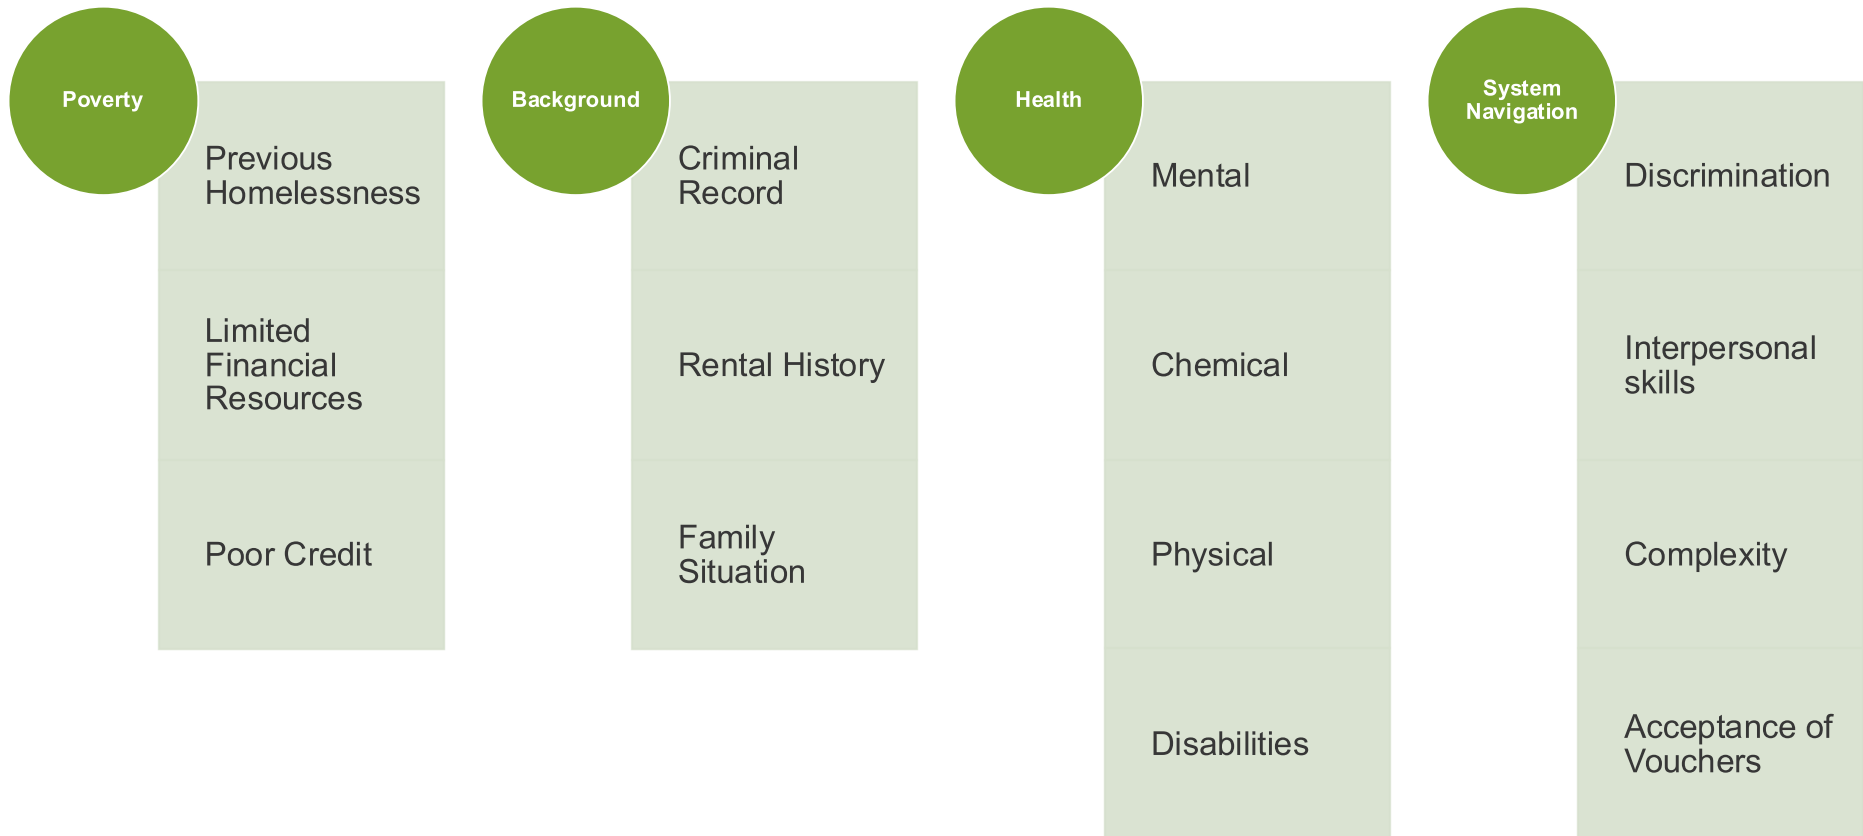 Poverty
Previous
Homelessness
Limited
Financial
Resources
Poor Credit
Background
Criminal
Record
Rental History
Family
Situation
Health
Mental
Chemical
Physical
Disabilities
System
Navigation
Discrimination
Interpersonal
skills
Complexity
Acceptance of
Vouchers